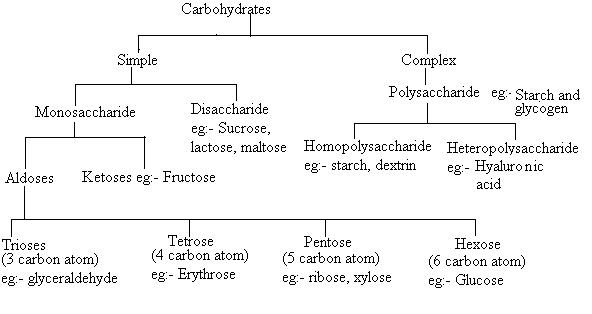 Carbohydrates
Simple
Complex
Polysaccharide eg:- Starch and
glycogen
Monosaccharide
Disaccharide
eg:- Sucrose,
lactose, maltose
Homopolysaccharide
eg:- starch, dextrin
Heteropolysaccharide
eg:- Hyaluronic
acid
Aldoses
Ketoses eg:- Fructose
Trioses
(3 carbon atom)
eg:- glyceraldehyde
Tetrose
(4 carbon atom)
eg:- Erythrose
Pentose
(5 carbon atom)
eg:- ribose, xylose
Hexose
(6 carbon atom)
eg:- Glucose